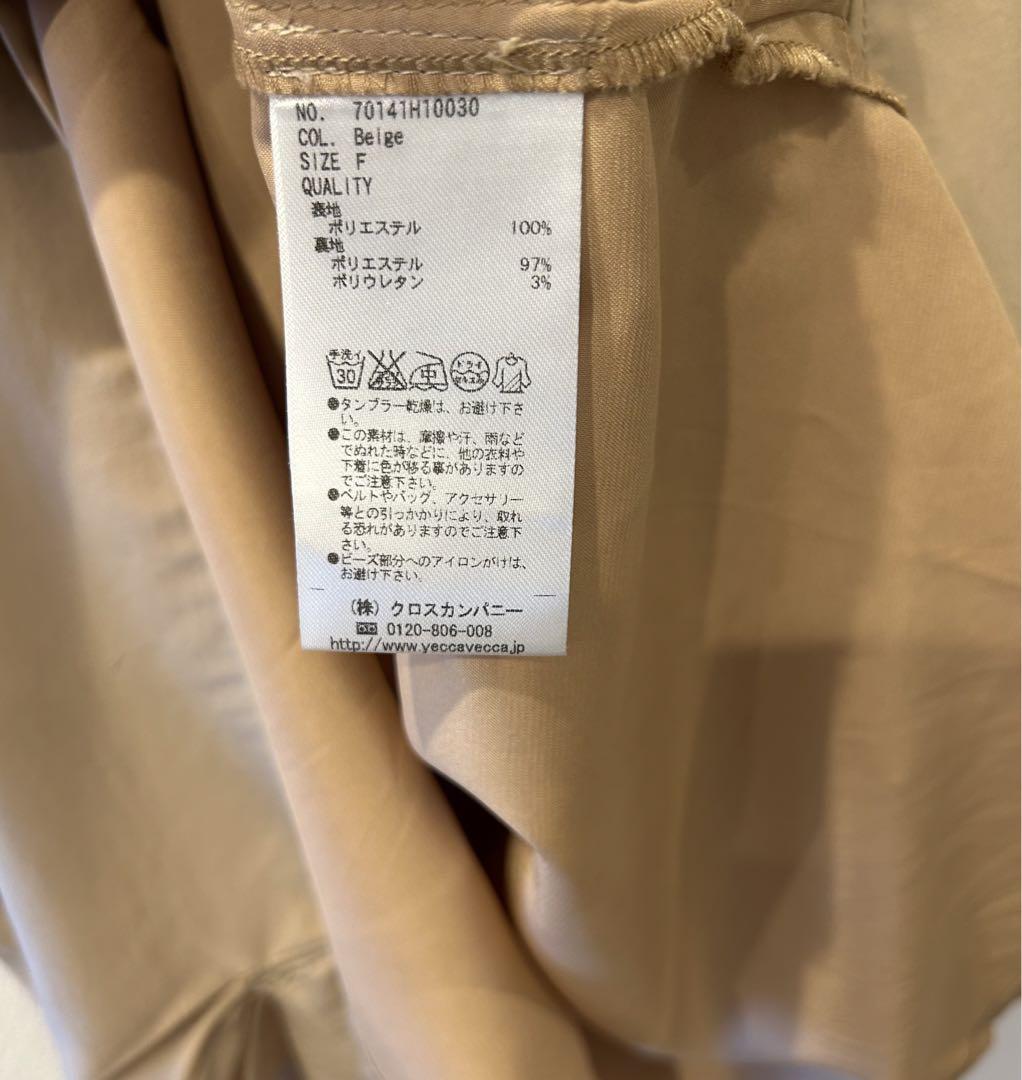 NO. 70141H10030
COL. Beige
SIZE F
QUALITY
表地
ポリエステル 100%
裏地
ポリエステル 97%
ポリウレタン 3%
手洗イ 30 中 ドライ セキユ系
●タンブラー乾燥は、お避け下さ
い。
●この素材は、摩擦や汗、雨など
でぬれた時などに、他の衣料や
下着に色が移る事がありますの
でご注意下さい。
●ベルトやバッグ、アクセサリー
等との引っかかりにより、取れ
る恐れがありますのでご注意下
さい。
●ビーズ部分へのアイロンがけは、
お避け下さい。
(株) クロスカンパニー
0120-806-008
http://www.yeccavecca.jp